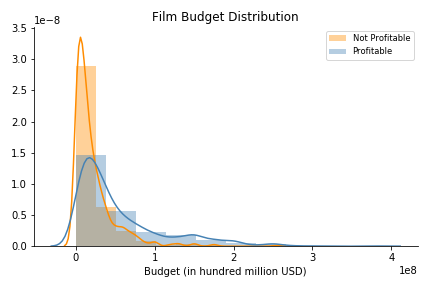 Film Budget Distribution
1e−8
3.5
3.0
2.5
2.0
1.5
1.0
0.5
0.0
Not Profitable
Profitable
0 1 2 3 4
1e8
Budget (in hundred million USD)